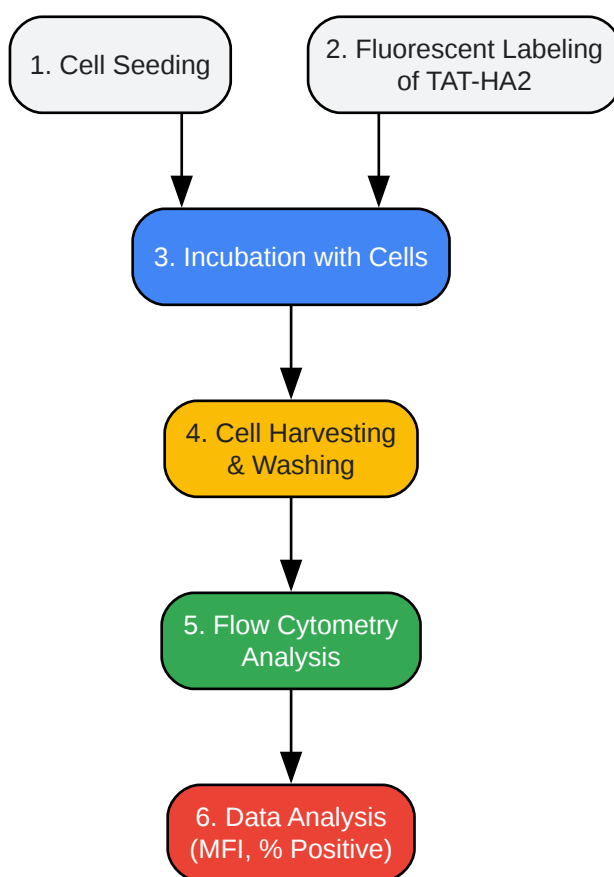 1. Cell Seeding
2. Fluorescent Labeling
of TAT-HA2
3. Incubation with Cells
4. Cell Harvesting
& Washing
5. Flow Cytometry
Analysis
6. Data Analysis
(MFI, % Positive)